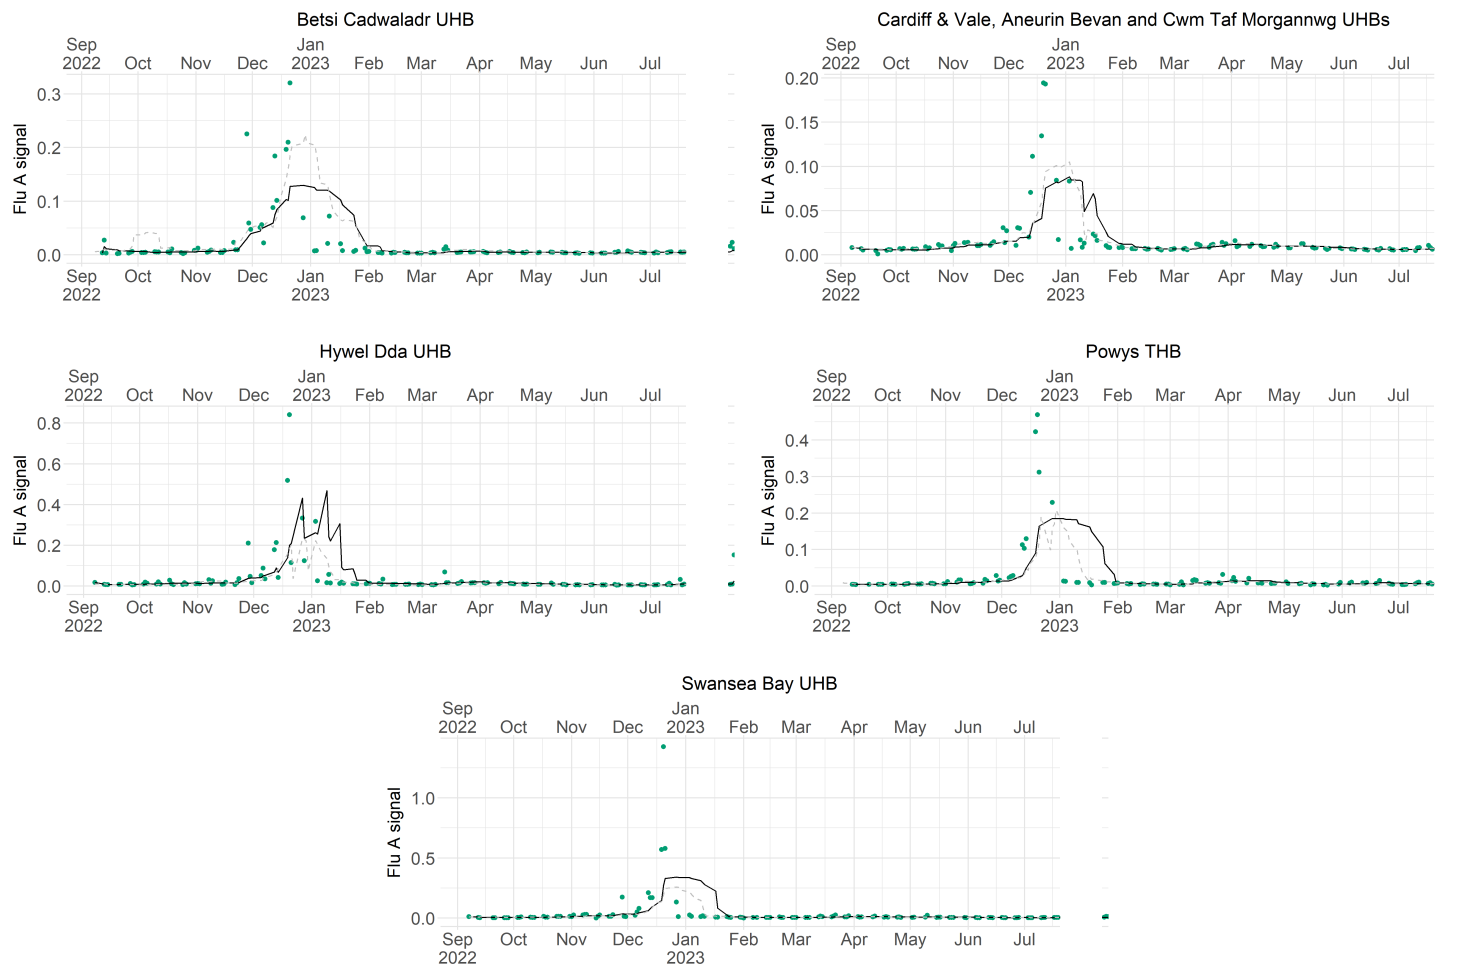 Betsi Cadwaladr UHB
Sep Jan
2022 Oct Nov Dec 2023 Feb Mar Apr May Jun Jul
Flu A signal
0.3
0.2
0.1
0.0
Sep Jan
2022 Oct Nov Dec 2023 Feb Mar Apr May Jun Jul
Cardiff & Vale, Aneurin Bevan and Cwm Taf Morgannwg UHBs
Sep Jan
2022 Oct Nov Dec 2023 Feb Mar Apr May Jun Jul
Flu A signal
0.20
0.15
0.10
0.05
0.00
Sep Oct Nov Dec Jan Feb Mar Apr May Jun Jul
2022 2023
Hywel Dda UHB
Sep Jan
2022 Oct Nov Dec 2023 Feb Mar Apr May Jun Jul
Flu A signal
0.8
0.6
0.4
0.2
0.0
Sep Oct Nov Dec Jan Feb Mar Apr May Jun Jul
2022 2023
Powys THB
Sep Jan
2022 Oct Nov Dec 2023 Feb Mar Apr May Jun Jul
Flu A signal
0.4
0.3
0.2
0.1
0.0
Sep Oct Nov Dec Jan Feb Mar Apr May Jun Jul
2022 2023
Swansea Bay UHB
Sep Jan
2022 Oct Nov Dec 2023 Feb Mar Apr May Jun Jul
Flu A signal
1.0
0.5
0.0
Sep Oct Nov Dec Jan Feb Mar Apr May Jun Jul
2022 2023